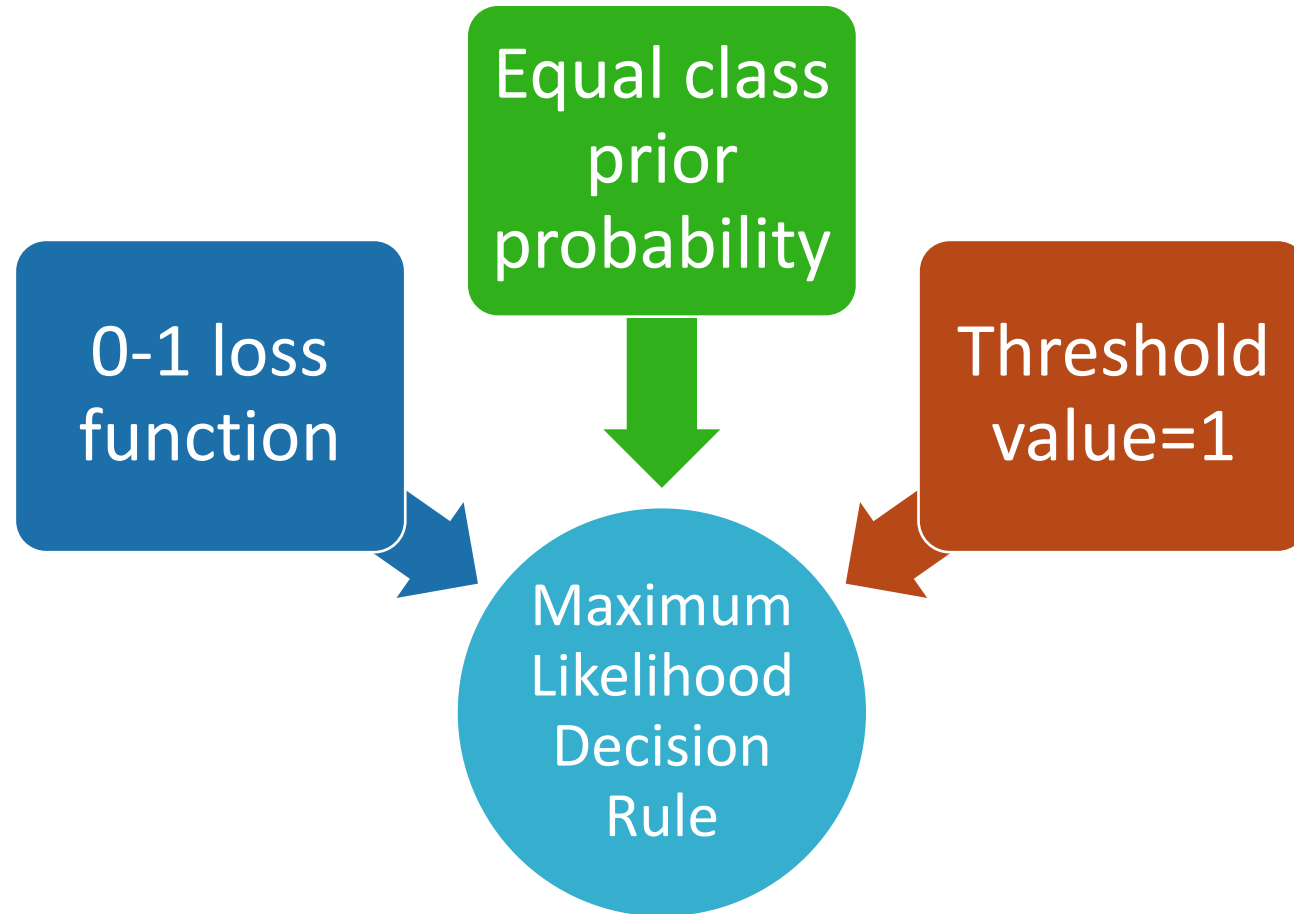 Equal class
prior
probability
0-1 loss
function
Threshold
value=1
Maximum
Likelihood
Decision
Rule